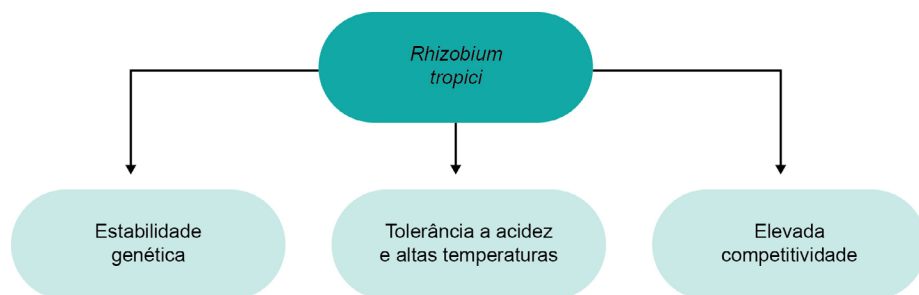 Rhizobium
tropici
Estabilidade
genética
Tolerância a acidez
e altas temperaturas
Elevada
competitividade